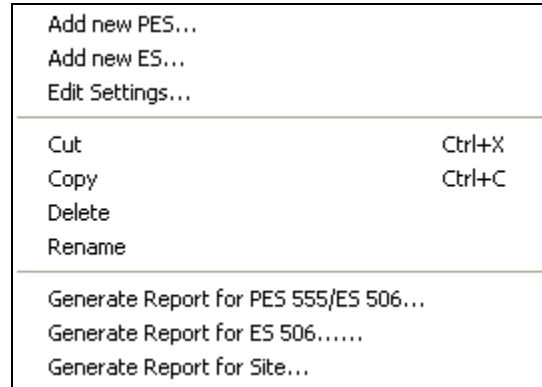 Add new PES...
Add new ES...
Edit Settings...
Cut Ctrl+X
Copy Ctrl+C
Delete
Rename
Generate Report for PES 555/ES 506...
Generate Report for ES 506......
Generate Report for Site...